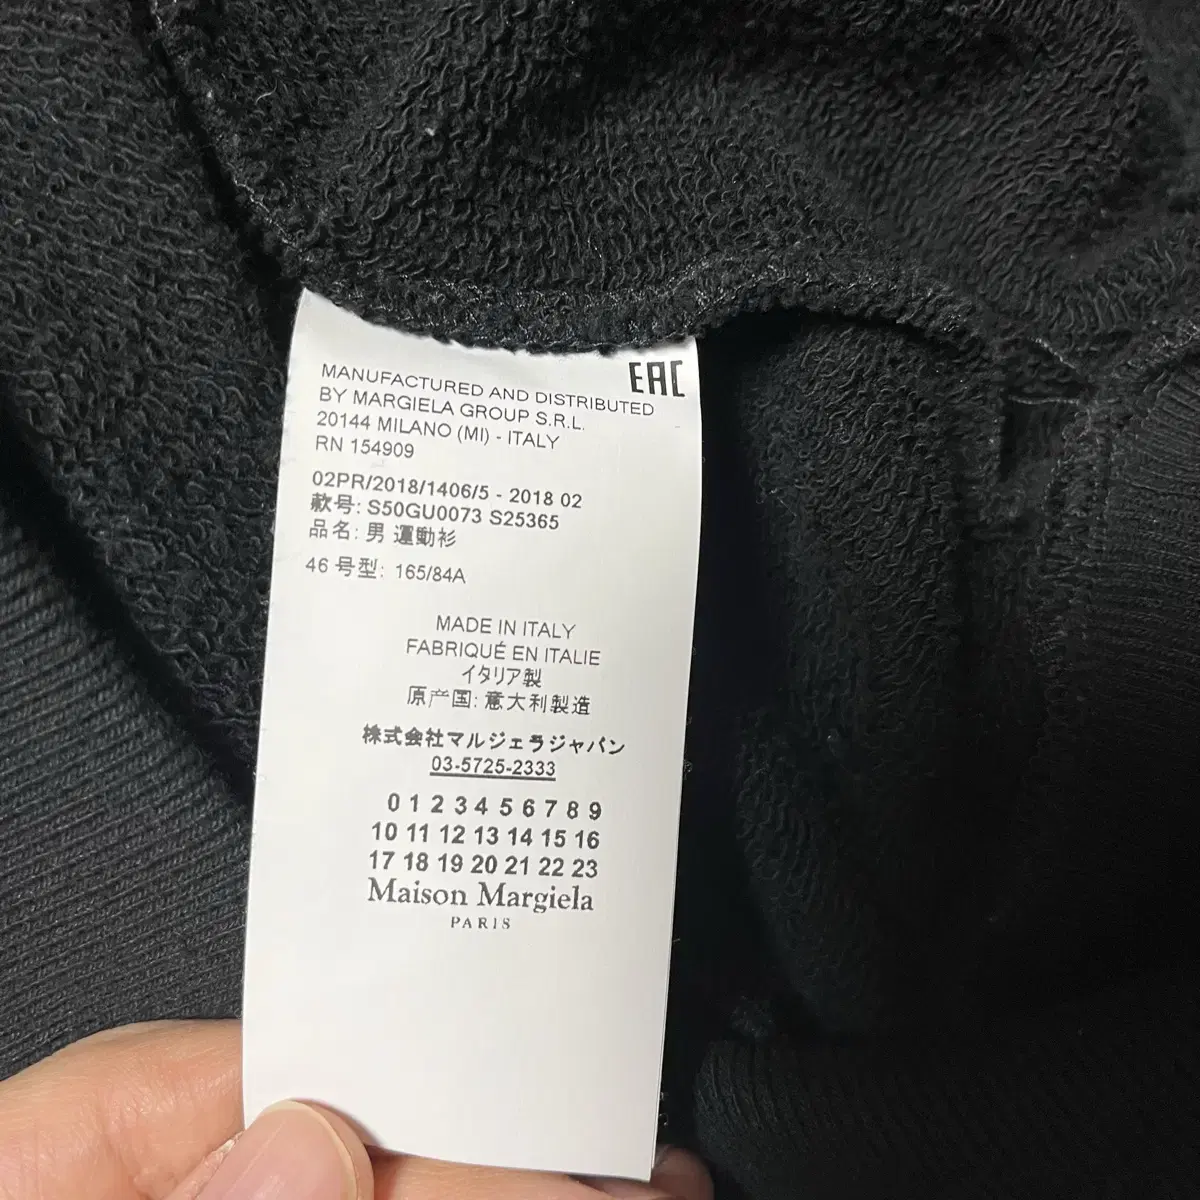 EAC
MANUFACTURED AND DISTRIBUTED
BY MARGIELA GROUP S.R.L.
20144 MILANO (MI) - ITALY
RN 154909
02PR/2018/1406/5 - 2018 02
款号: S50GU0073 S25365
品名: 男 運動衫
46 号型: 165/84A
MADE IN ITALY
FABRIQUÉ EN ITALIE
イタリア製
原产国: 意大利製造
株式会社マルジェラジャパン
03-5725-2333
0 1 2 3 4 5 6 7 8 9
10 11 12 13 14 15 16
17 18 19 20 21 22 23
Maison Margiela
PARIS